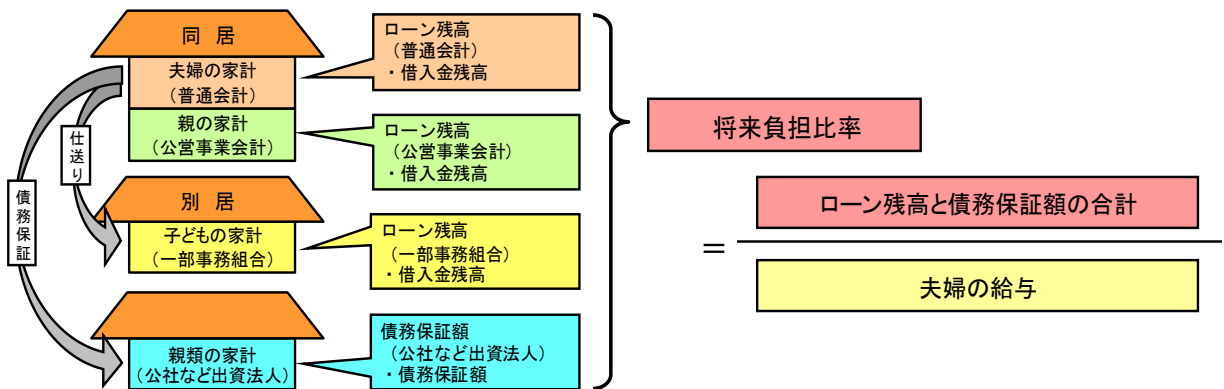 同 居
夫婦の家計
(普通会計)
親の家計
(公営事業会計)
仕送り
債務保証
別 居
子どもの家計
(一部事務組合)
親類の家計
(公社など出資法人)
ローン残高
(普通会計)
・借入金残高
ローン残高
(公営事業会計)
・借入金残高
ローン残高
(一部事務組合)
・借入金残高
債務保証額
(公社など出資法人)
・債務保証額
将来負担比率
=
ローン残高と債務保証額の合計
夫婦の給与